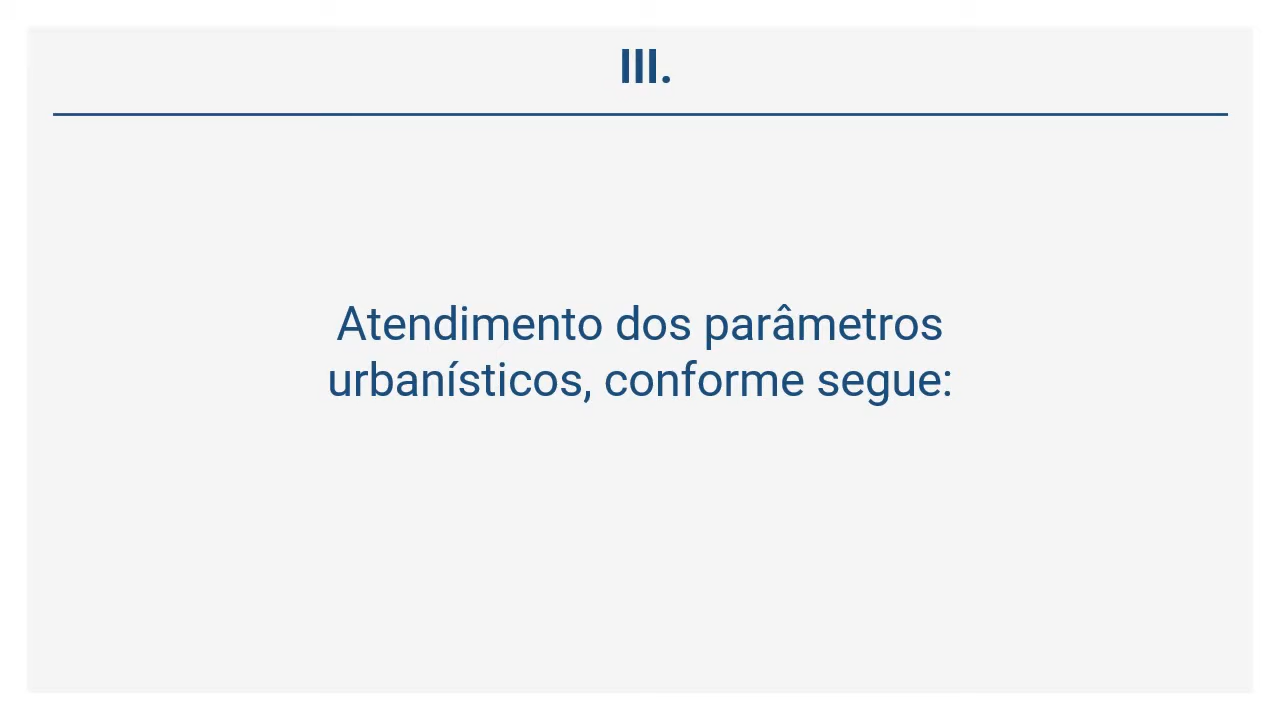 III.
Atendimento dos parâmetros
urbanísticos, conforme segue: